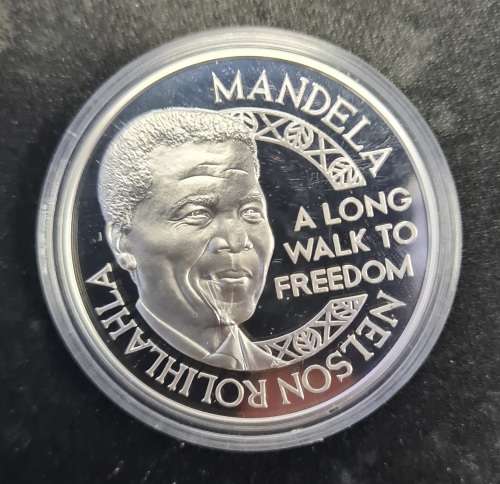 NELSON ROLIHLAHLA
MANDELA
A LONG
WALK TO
FREEDOM